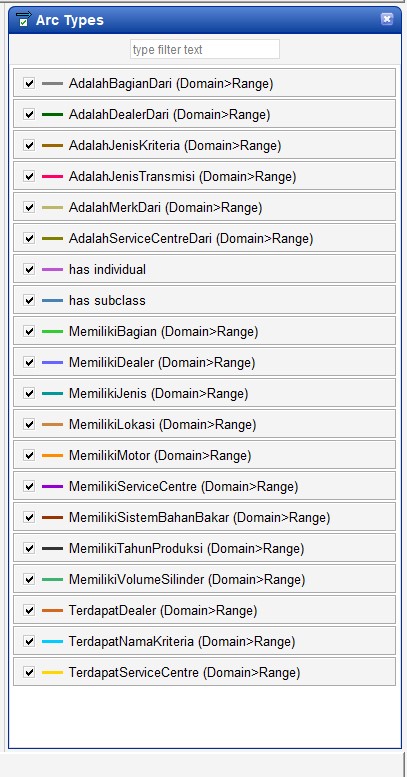 Arc Types
type filter text
AdalahBagianDari (Domain>Range)
AdalahDealerDari (Domain>Range)
AdalahJenisKriteria (Domain>Range)
AdalahJenisTransmisi (Domain>Range)
AdalahMerkDari (Domain>Range)
AdalahServiceCentreDari (Domain>Range)
has individual
has subclass
MemilikiBagian (Domain>Range)
MemilikiDealer (Domain>Range)
MemilikiJenis (Domain>Range)
MemilikiLokasi (Domain>Range)
MemilikiMotor (Domain>Range)
MemilikiServiceCentre (Domain>Range)
MemilikiSistemBahanBakar (Domain>Range)
MemilikiTahunProduksi (Domain>Range)
MemilikiVolumeSilinder (Domain>Range)
TerdapatDealer (Domain>Range)
TerdapatNamaKriteria (Domain>Range)
TerdapatServiceCentre (Domain>Range)